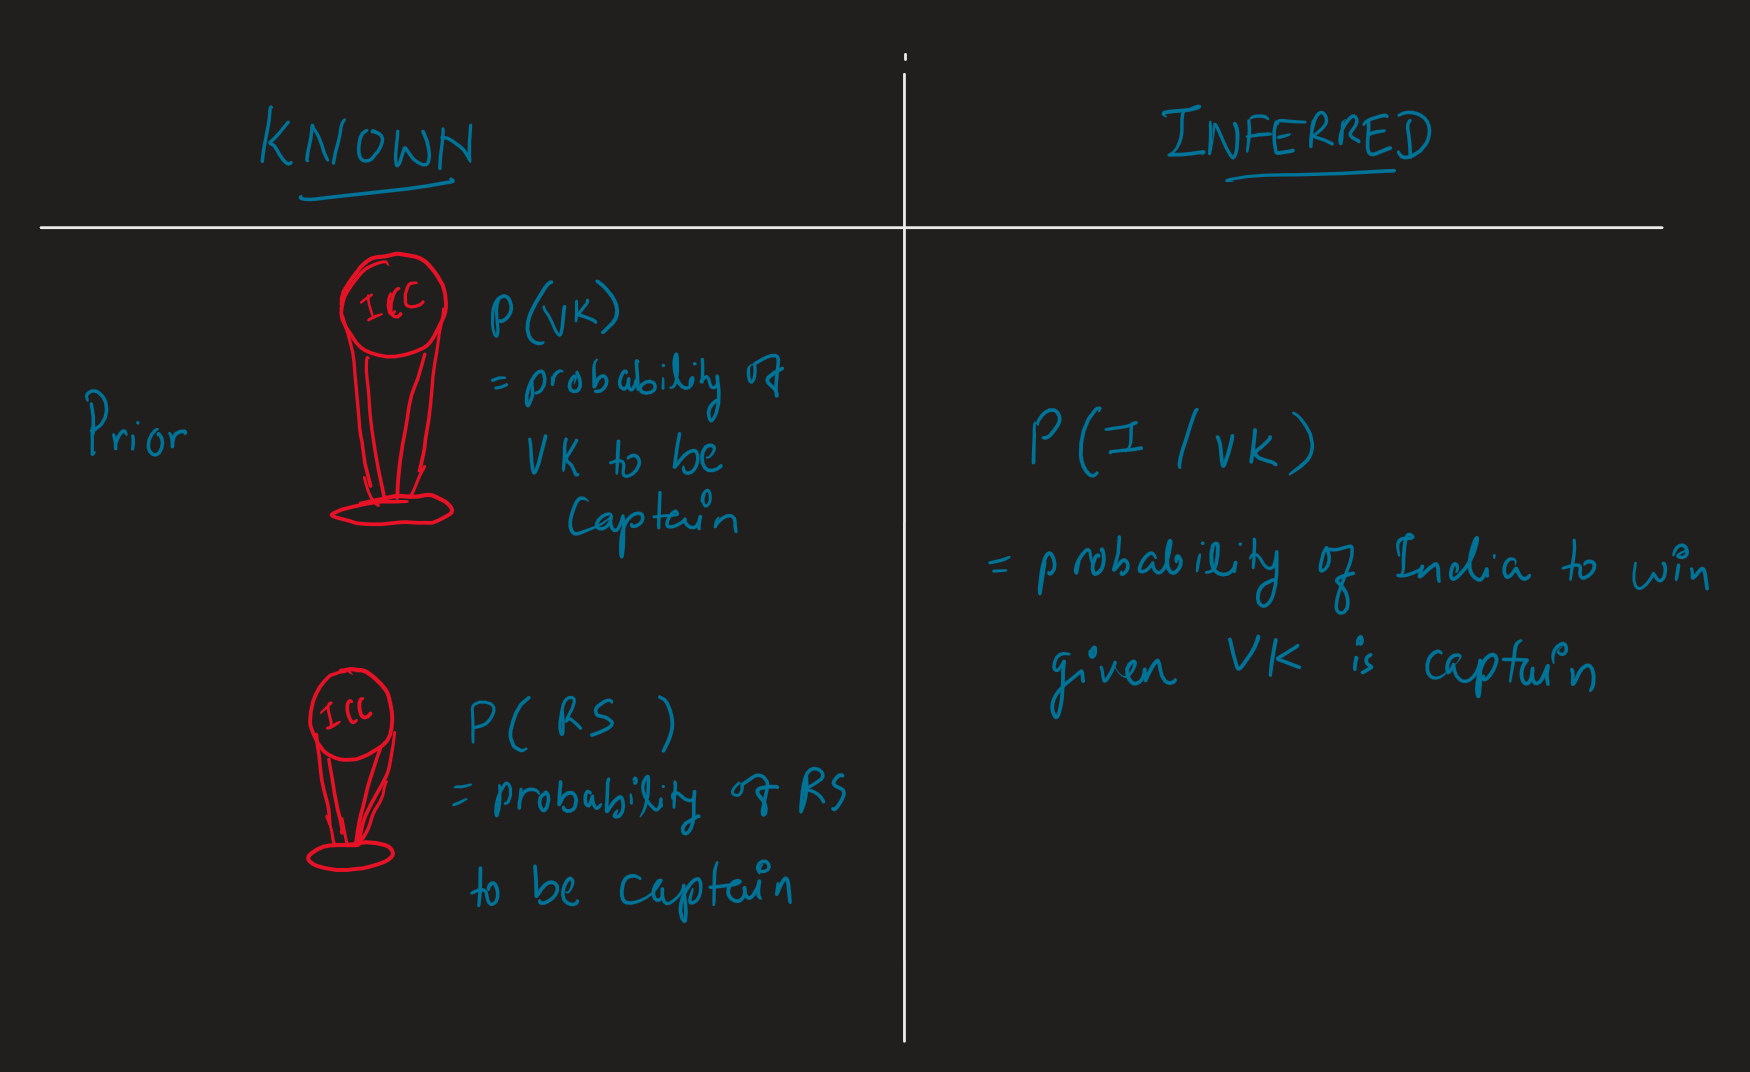 KNOWN
INFERRED
Prior
ICC
P(VK)
= probability of
VK to be
Captain
ICC
P( RS )
= probability of RS
to be Captain
P(I /VK)
= probability of India to win
given VK is captain